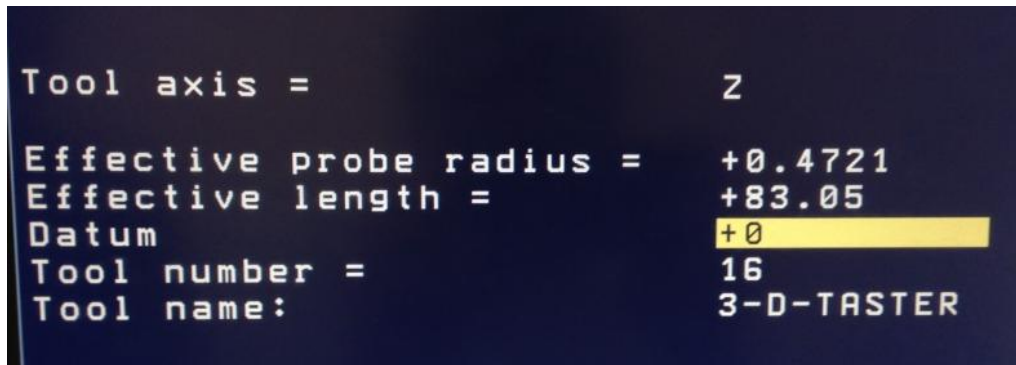 Tool axis = Z
Effective probe radius = +0.4721
Effective length = +83.05
Datum +0
Tool number = 16
Tool name: 3-D-TASTER